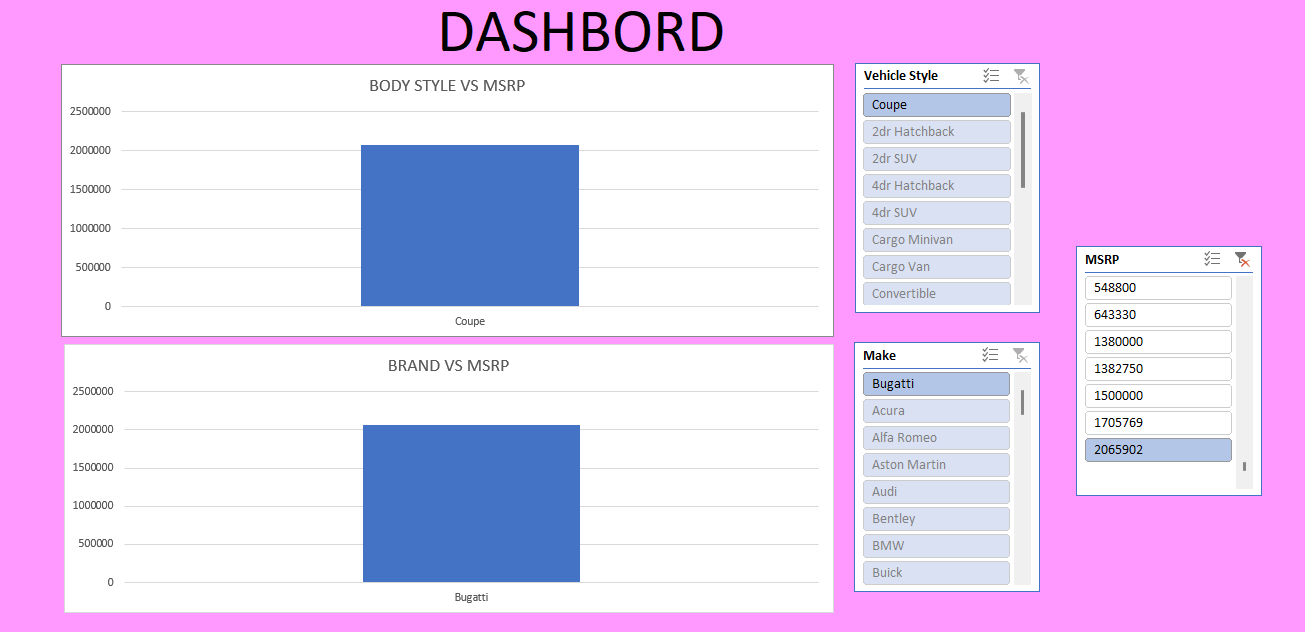 DASHBORD
BODY STYLE VS MSRP
2500000
2000000
1500000
1000000
500000
0
Coupe
BRAND VS MSRP
2500000
2000000
1500000
1000000
500000
0
Bugatti
Vehicle Style
Coupe
2dr Hatchback
2dr SUV
4dr Hatchback
4dr SUV
Cargo Minivan
Cargo Van
Convertible
Make
Bugatti
Acura
Alfa Romeo
Aston Martin
Audi
Bentley
BMW
Buick
MSRP
548800
643330
1380000
1382750
1500000
1705769
2065902